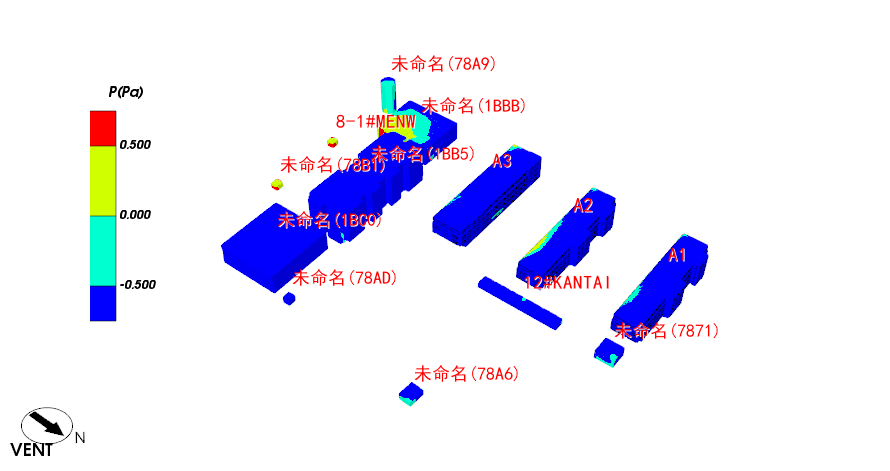 未命名(78A9)
P(Pa)
未命名(1BBB)
8-1#MENW
0.500
未命名(1BB5)
A3
未命名(78B1)
A2
0.000
未命名(1BC0)
A1
未命名(78AD)
-0.500
12#KANTAI
未命名(7871)
未命名(78A6)
N
VENT